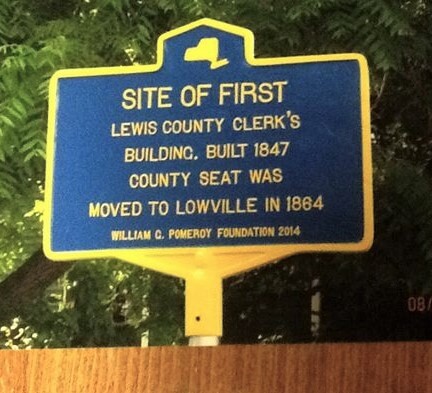 SITE OF FIRST
LEWIS COUNTY CLERK'S
BUILDING. BUILT 1847
COUNTY SEAT WAS
MOVED TO LOWVILLE IN 1864
WILLIAM G. POMEROY FOUNDATION 2014
08/